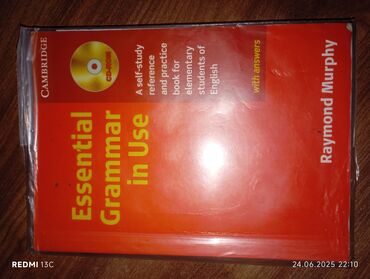 CAMBRIDGE
CD-ROM
A self-study
reference
and practice
book for
elementary
students of
English
with answers
Essential
Grammar
in Use
Raymond Murphy
REDMI 13C
24.06.2025 22:10